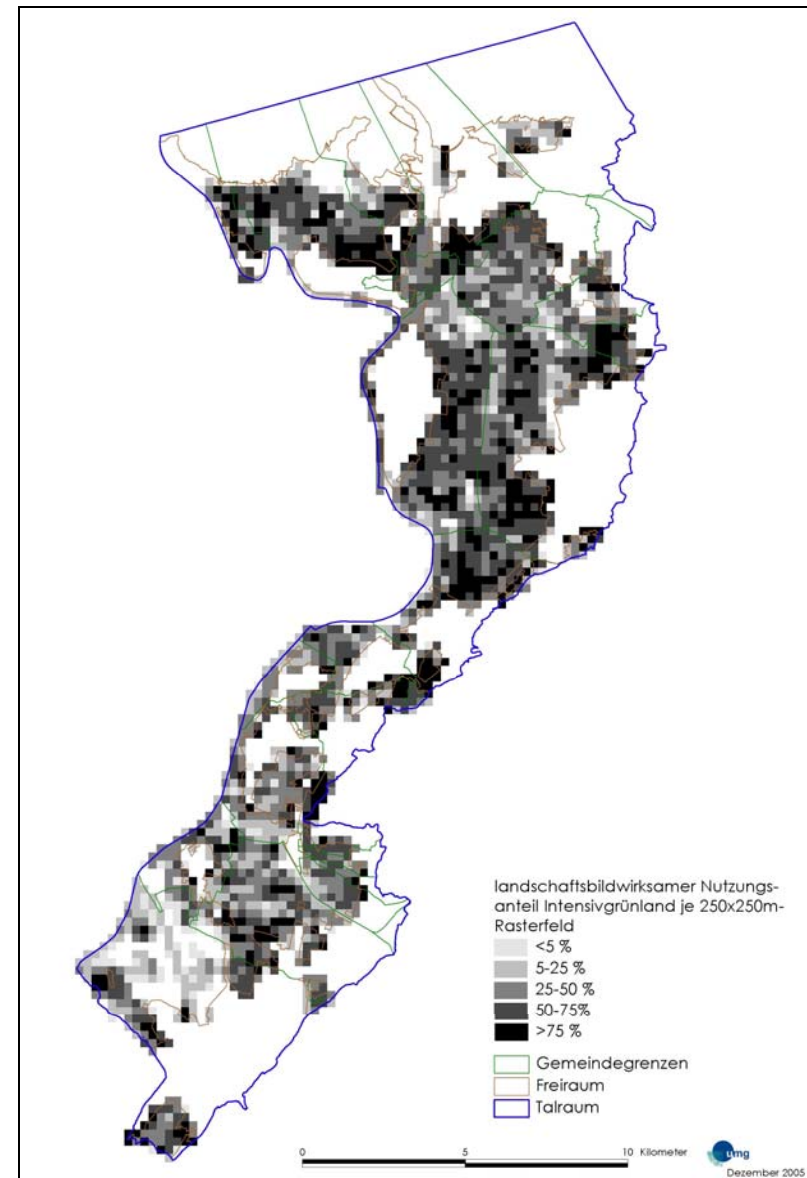 landschaftsbildwirksamer Nutzungs-
anteil Intensivgrünland je 250x250m-
Rasterfeld
<5 %
5-25 %
25-50 %
50-75%
>75 %
Gemeindegrenzen
Freiraum
Talraum
0 5 10 Kilometer
umg
Dezember 2005